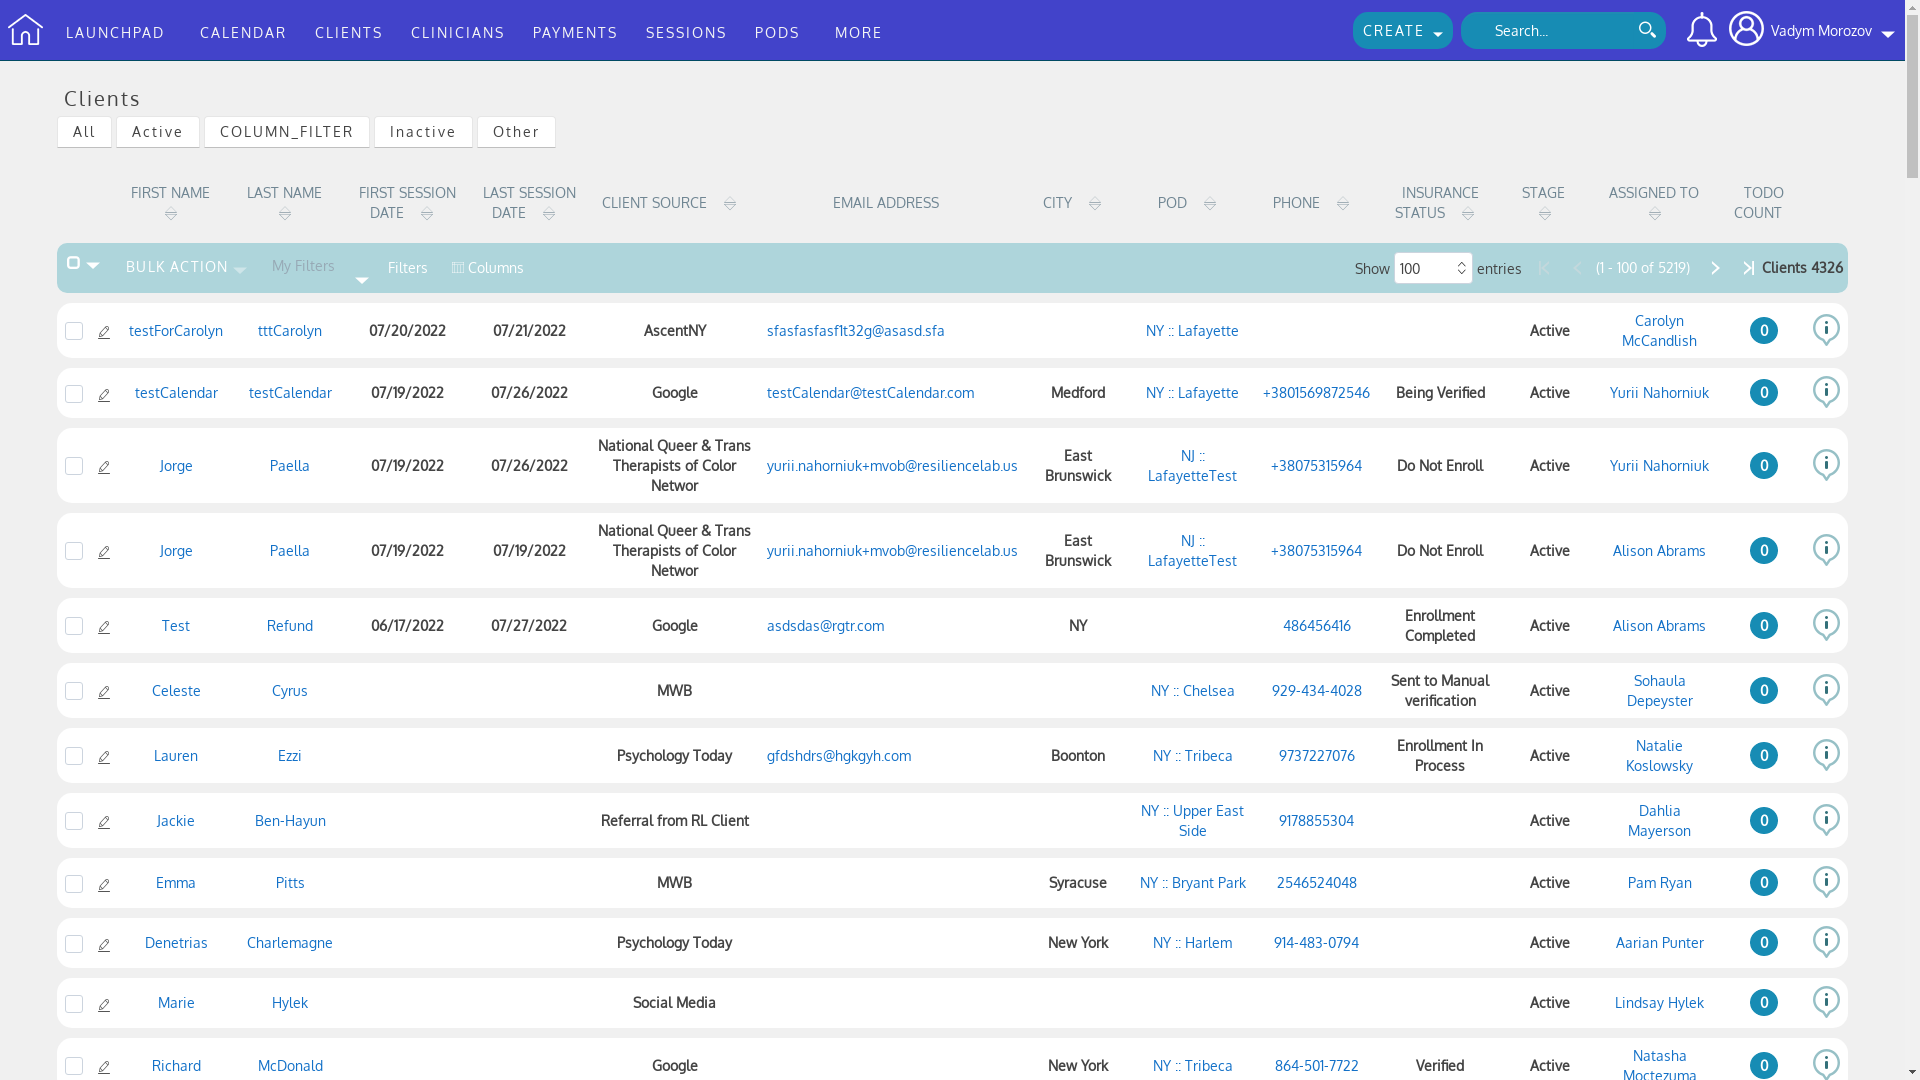 LAUNCHPAD CALENDAR CLIENTS CLINICIANS PAYMENTS SESSIONS PODS MORE CREATE Search... Vadym Morozov
Clients
All Active COLUMN_FILTER Inactive Other
FIRST NAME LAST NAME FIRST SESSION DATE LAST SESSION DATE CLIENT SOURCE EMAIL ADDRESS CITY POD PHONE INSURANCE STATUS STAGE ASSIGNED TO TODO COUNT
BULK ACTION My Filters Filters Columns Show 100 entries (1 - 100 of 5219) Clients 4326
testForCarolyn tttCarolyn 07/20/2022 07/21/2022 AscentNY sfasfasfasf1t32g@asasd.sfa NY :: Lafayette Active Carolyn McCandlish 0
testCalendar testCalendar 07/19/2022 07/26/2022 Google testCalendar@testCalendar.com Medford NY :: Lafayette +3801569872546 Being Verified Active Yurii Nahorniuk 0
Jorge Paella 07/19/2022 07/26/2022 National Queer & Trans Therapists of Color Networ yurii.nahorniuk+mvob@resiliencelab.us East Brunswick NJ :: LafayetteTest +38075315964 Do Not Enroll Active Yurii Nahorniuk 0
Jorge Paella 07/19/2022 07/19/2022 National Queer & Trans Therapists of Color Networ yurii.nahorniuk+mvob@resiliencelab.us East Brunswick NJ :: LafayetteTest +38075315964 Do Not Enroll Active Alison Abrams 0
Test Refund 06/17/2022 07/27/2022 Google asdsdas@rgtr.com NY 486456416 Enrollment Completed Active Alison Abrams 0
Celeste Cyrus MWB NY :: Chelsea 929-434-4028 Sent to Manual verification Active Sohaula Depeyster 0
Lauren Ezzi Psychology Today gfdshdrs@hgkgyh.com Boonton NY :: Tribeca 9737227076 Enrollment In Process Active Natalie Koslowsky 0
Jackie Ben-Hayun Referral from RL Client NY :: Upper East Side 9178855304 Active Dahlia Mayerson 0
Emma Pitts MWB Syracuse NY :: Bryant Park 2546524048 Active Pam Ryan 0
Denetrias Charlemagne Psychology Today New York NY :: Harlem 914-483-0794 Active Aarian Punter 0
Marie Hylek Social Media Active Lindsay Hylek 0
Richard McDonald Google New York NY :: Tribeca 864-501-7722 Verified Active Natasha Moctezuma 0